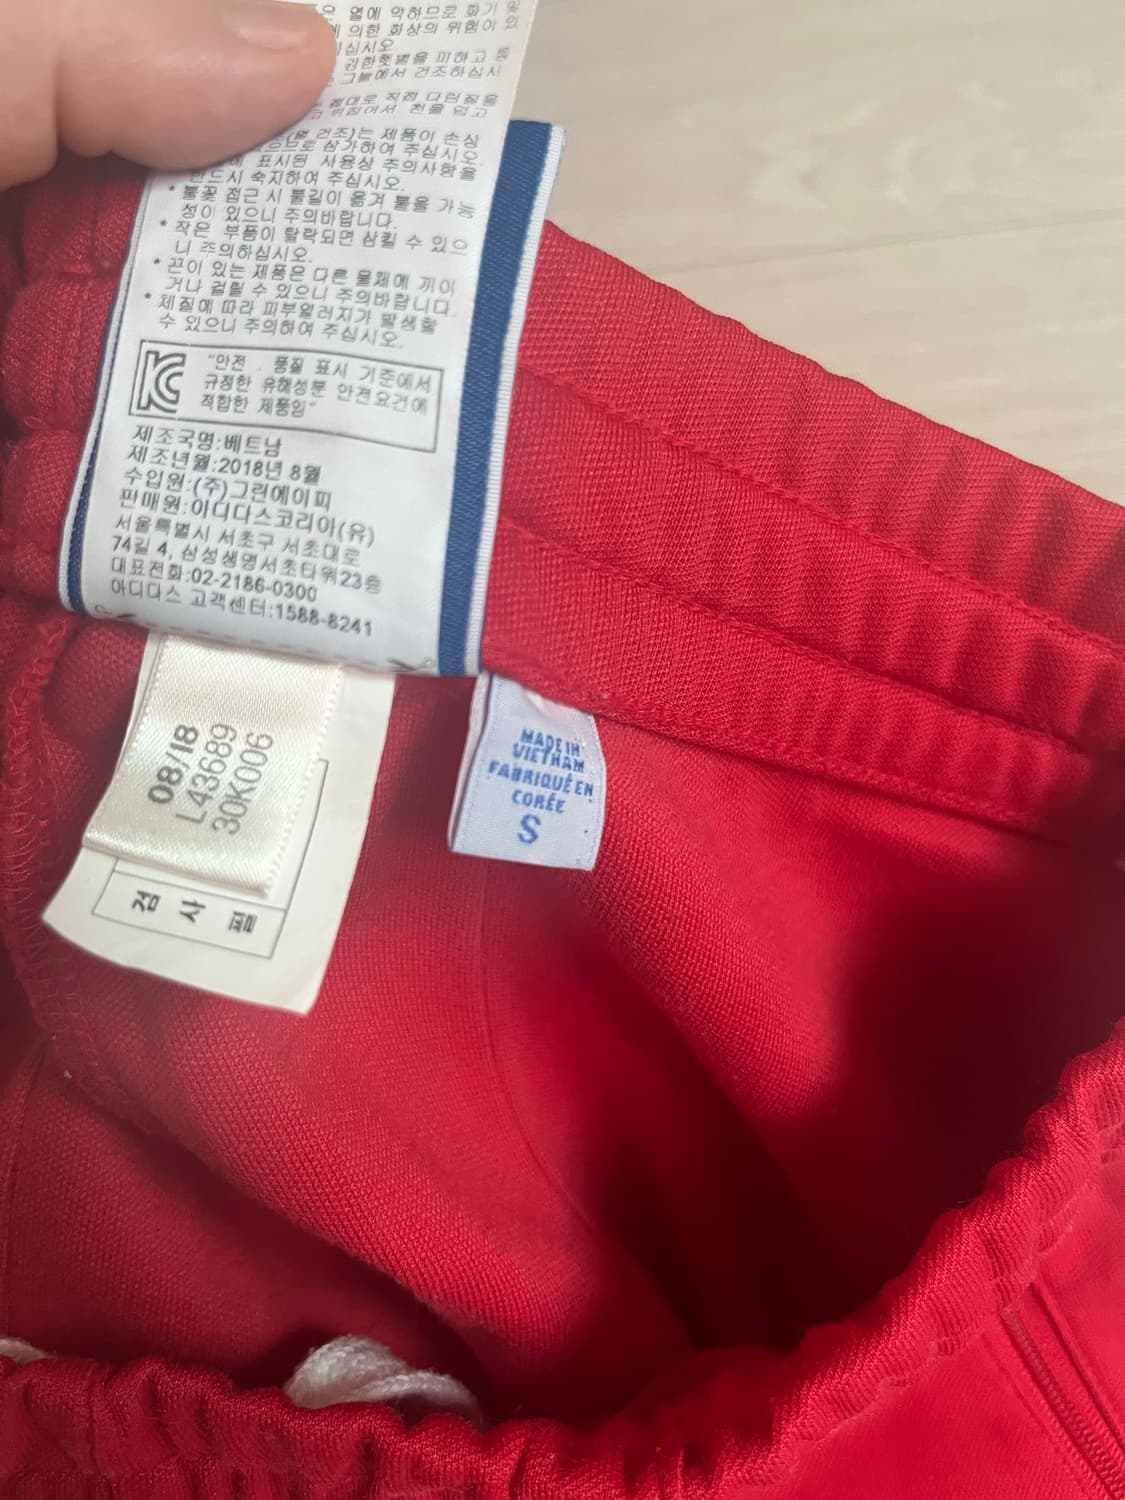 은 열에 약하므로 화기 및
에 의한 화상의 위험이 있
십시오.
강한햇볕을 피하고 통
그늘에서 건조하십시
절대로 직접 다림질을
뒤집어서 천을 덥고
(열 건조)는 제품이 손상
으므로 삼가하여 주십시오.
에 표시된 사용상 주의사항을
반드시 숙지하여 주십시오.
* 불꽃 접근 시 불길이 옮겨 붙을 가능
성이 있으니 주의바랍니다.
* 작은 부품이 탈락되면 삼킬 수 있으
니 주의하십시오.
* 끈이 있는 제품은 다른 물체에 끼이
거나 걸릴 수 있으니 주의바랍니다.
* 체질에 따라 피부알러지가 발생할
수 있으니 주의하여 주십시오.
KC
"안전 . 품질 표시 기준에서
규정한 유해성분 안전요건에
적합한 제품임"
제조국명:베트남
제조년월:2018년 8월
수입원:(주)그린에이피
판매원:아디다스코리아(유)
서울특별시 서초구 서초대로
74길 4, 삼성생명서초타워23층
대표전화:02-2186-0300
아디다스 고객센터:1588-8241
08/18
L43689
30K006
검 사 필
MADE IN
VIETNAM
FABRIQUÉ EN
CORÉE
S